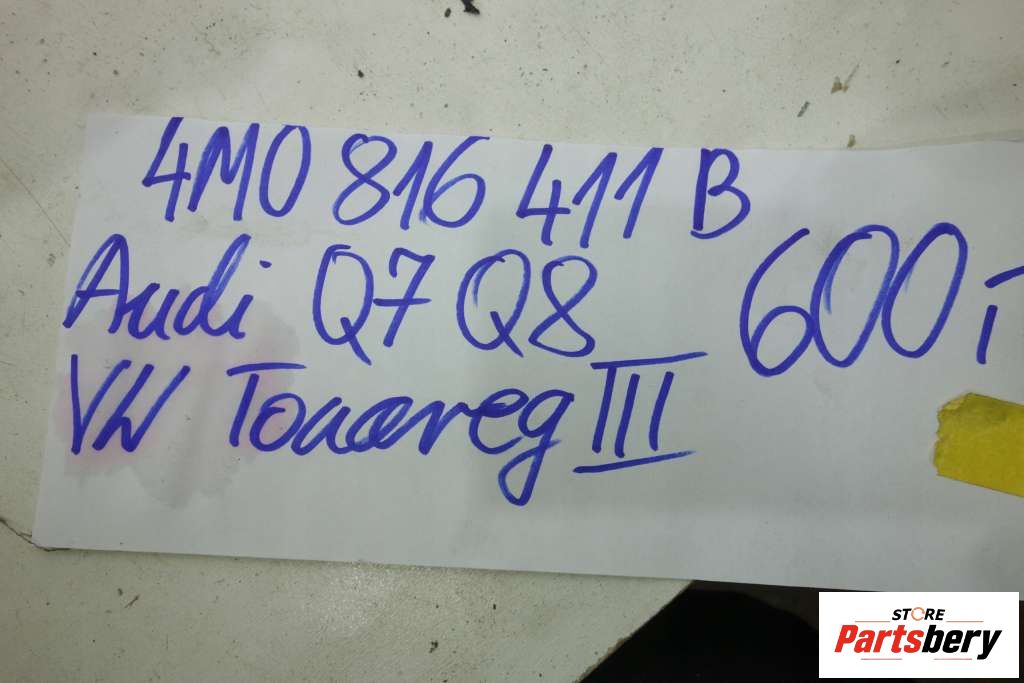 4M0 816 411 B
Audi Q7 Q8 600,-
VW Touareg III
STORE
Partsbery